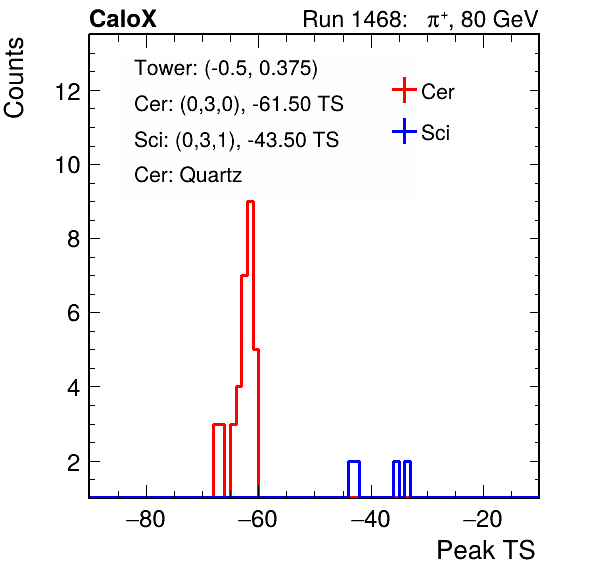 CaloX Run 1468: π⁺, 80 GeV
Counts
Tower: (-0.5, 0.375)
Cer: (0,3,0), -61.50 TS
Sci: (0,3,1), -43.50 TS
Cer: Quartz
Cer
Sci
12
10
8
6
4
2
−80 −60 −40 −20
Peak TS